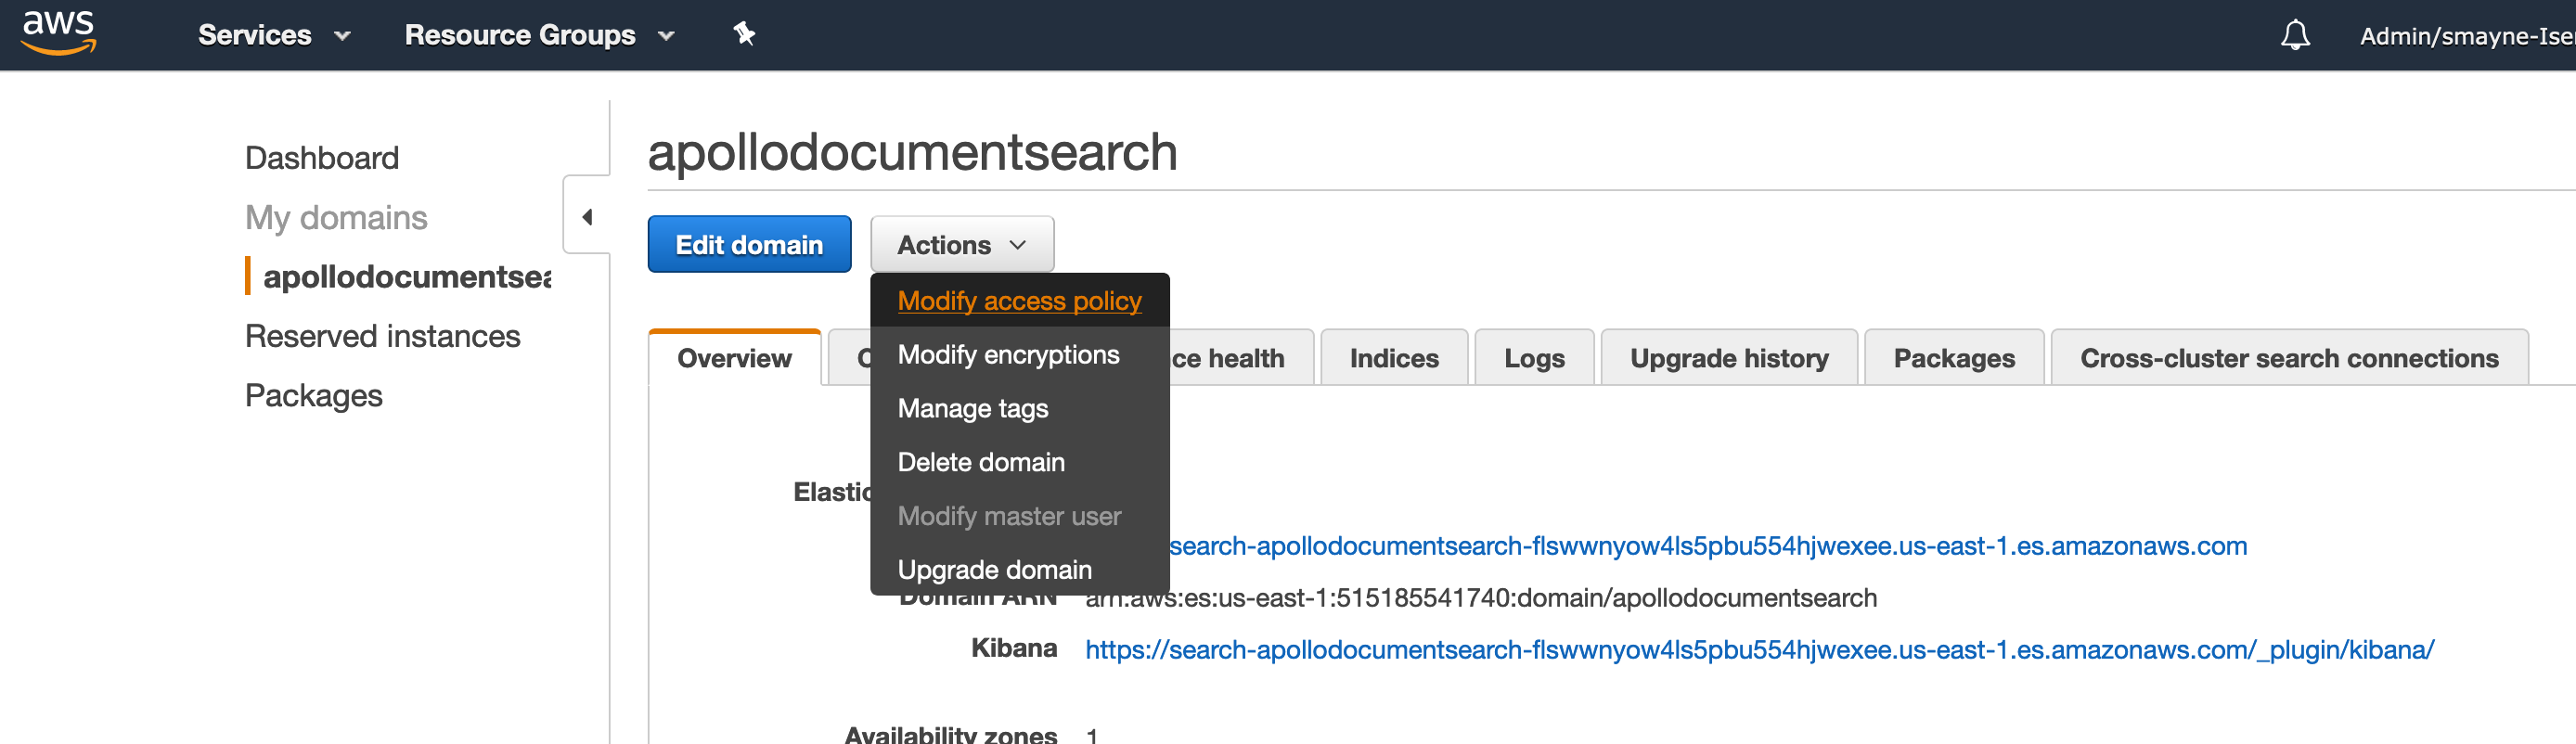 aws
Services
Resource Groups
Admin/smayne-Ise
Dashboard
My domains
apollodocumentsea
Reserved instances
Packages
apollodocumentsearch
Edit domain
Actions
Modify access policy
Modify encryptions
Manage tags
Delete domain
Modify master user
Upgrade domain
Overview
ce health
Indices
Logs
Upgrade history
Packages
Cross-cluster search connections
Elastic
search-apollodocumentsearch-flswwnyow4ls5pbu554hjwexee.us-east-1.es.amazonaws.com
Domain ARN arn:aws:es:us-east-1:515185541740:domain/apollodocumentsearch
Kibana https://search-apollodocumentsearch-flswwnyow4ls5pbu554hjwexee.us-east-1.es.amazonaws.com/_plugin/kibana/
Availability zones 1